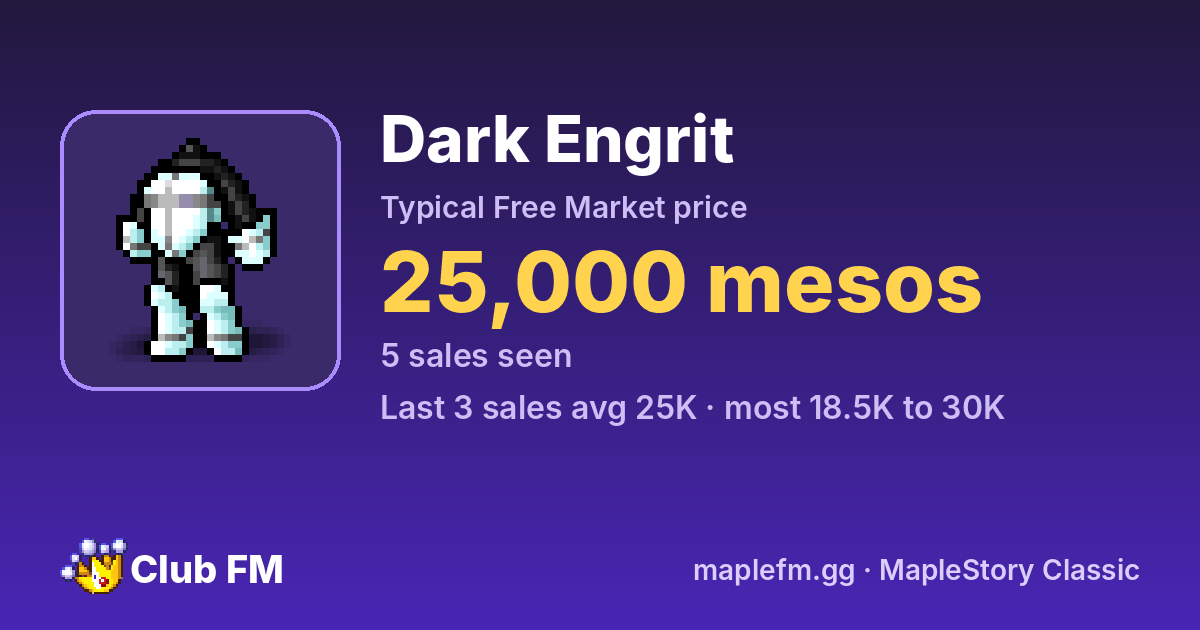 Dark Engrit
Typical Free Market price
25,000 mesos
5 sales seen
Last 3 sales avg 25K · most 18.5K to 30K
Club FM
maplefm.gg · MapleStory Classic